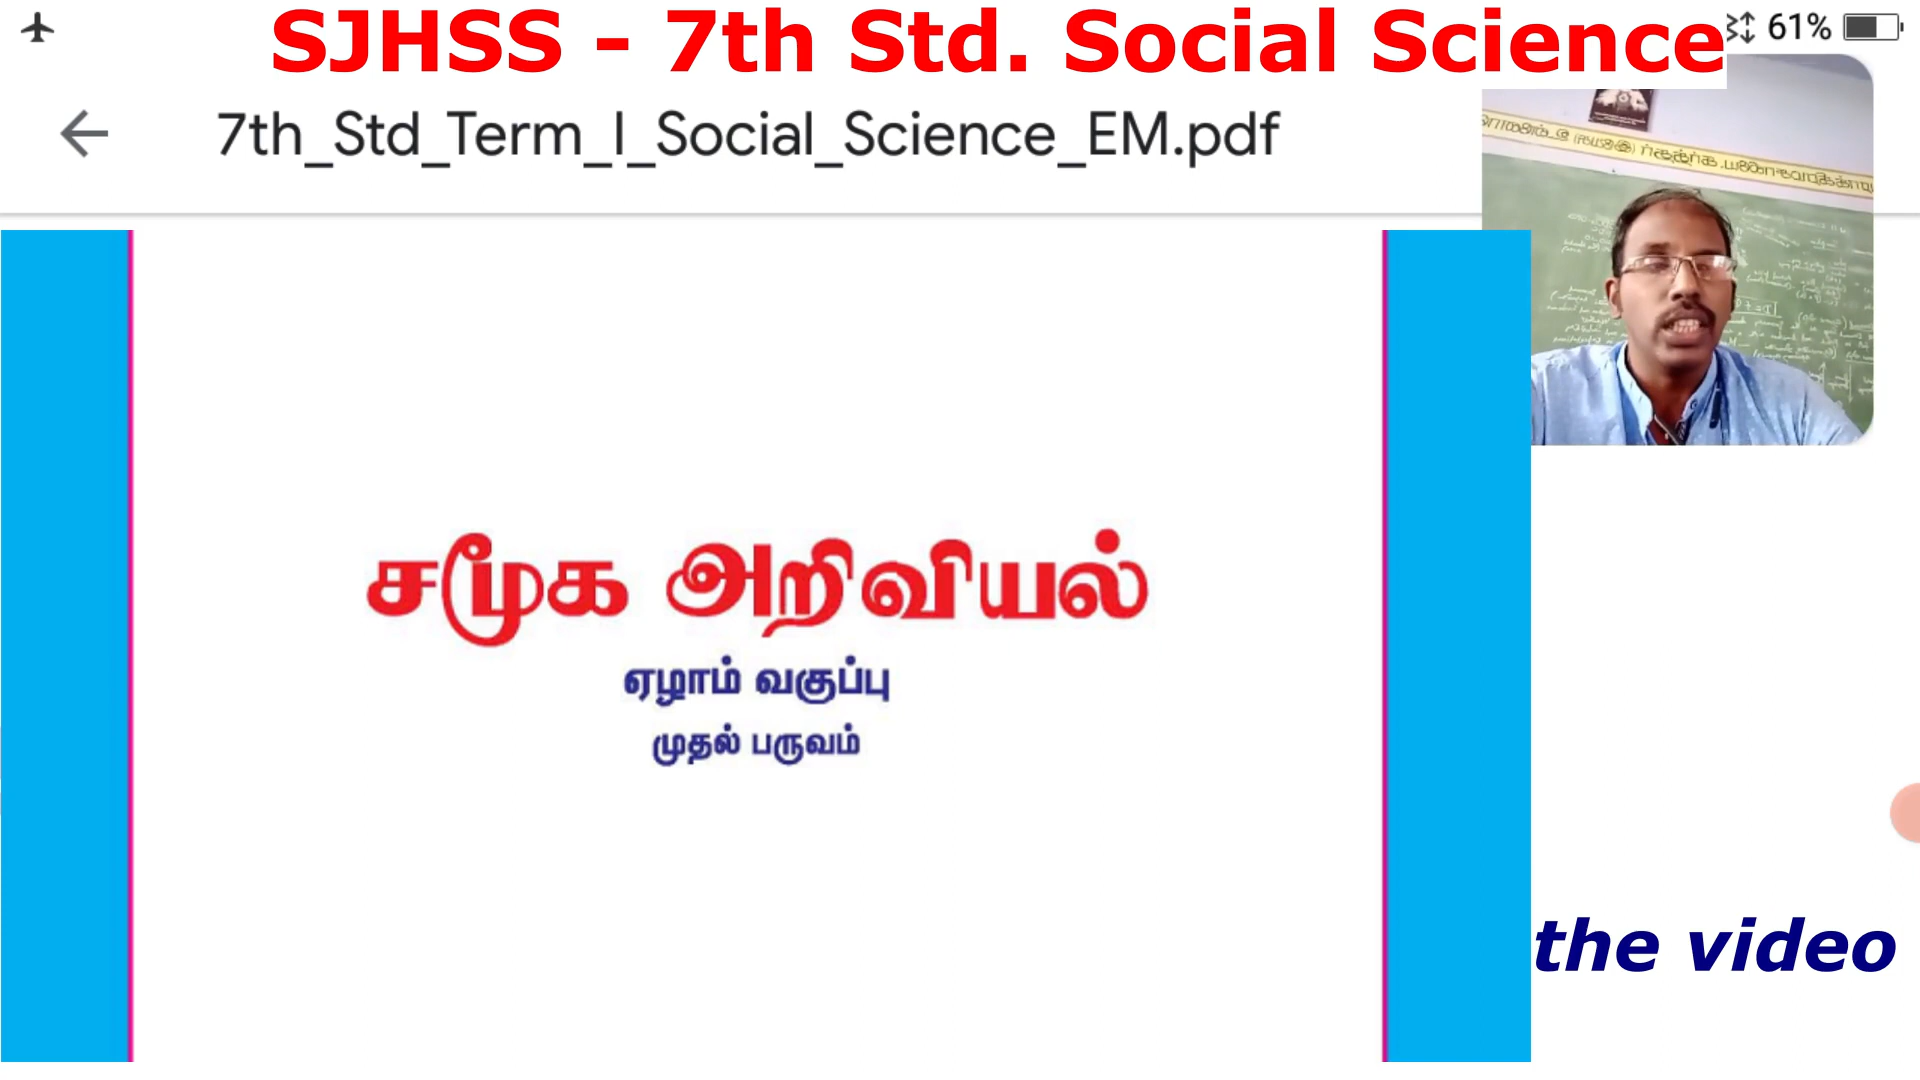 SJHSS - 7th Std. Social Science
61%
7th_Std_Term_I_Social_Science_EM.pdf
சமூக அறிவியல்
ஏழாம் வகுப்பு
முதல் பருவம்
the video